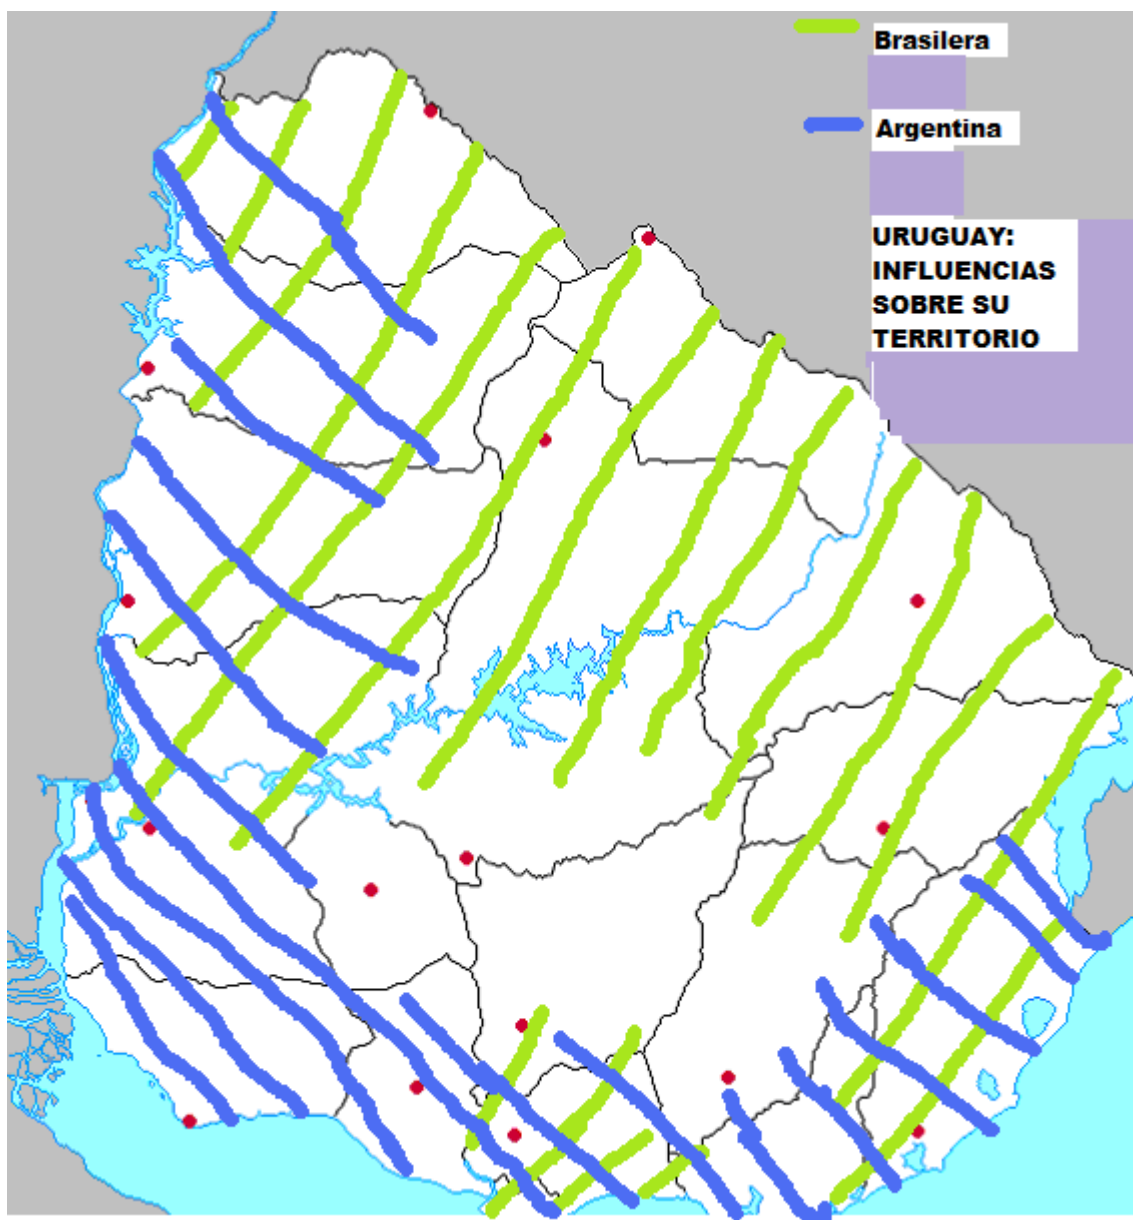 Brasilera
Argentina
URUGUAY:
INFLUENCIAS
SOBRE SU
TERRITORIO